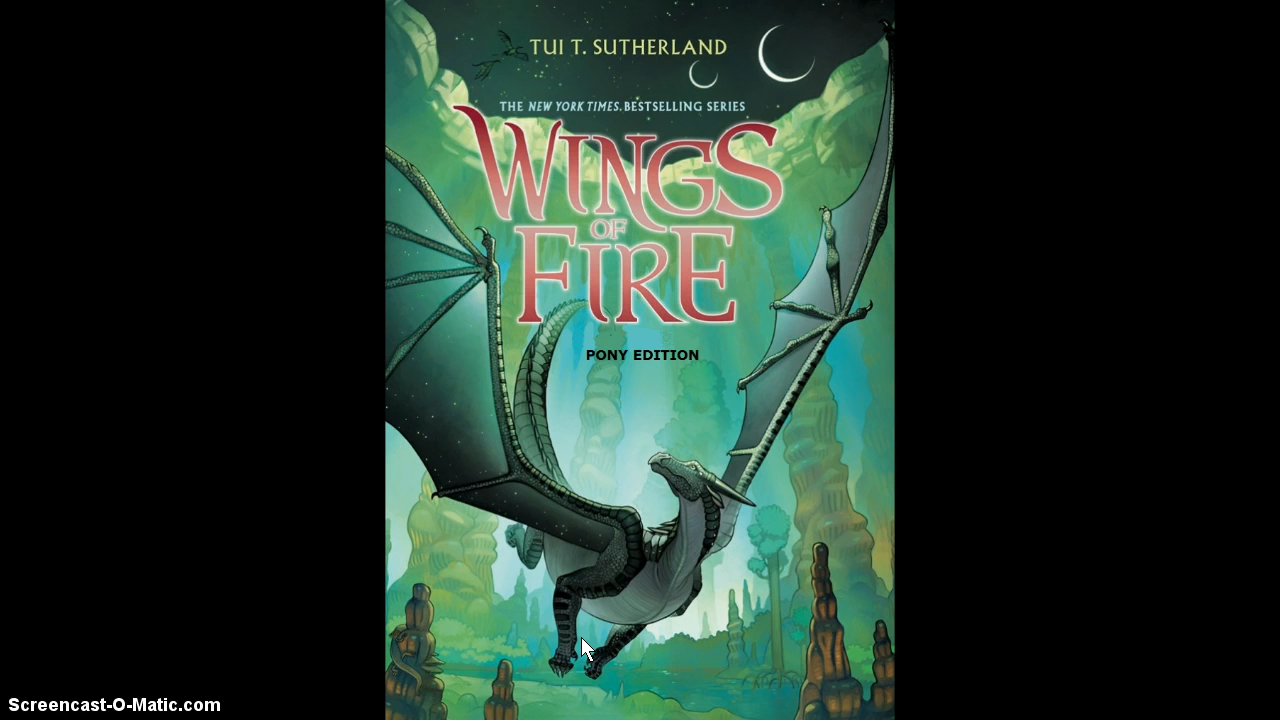 TUI T. SUTHERLAND
THE NEW YORK TIMES BESTSELLING SERIES
WINGS
OF
FIRE
PONY EDITION
Screencast-O-Matic.com